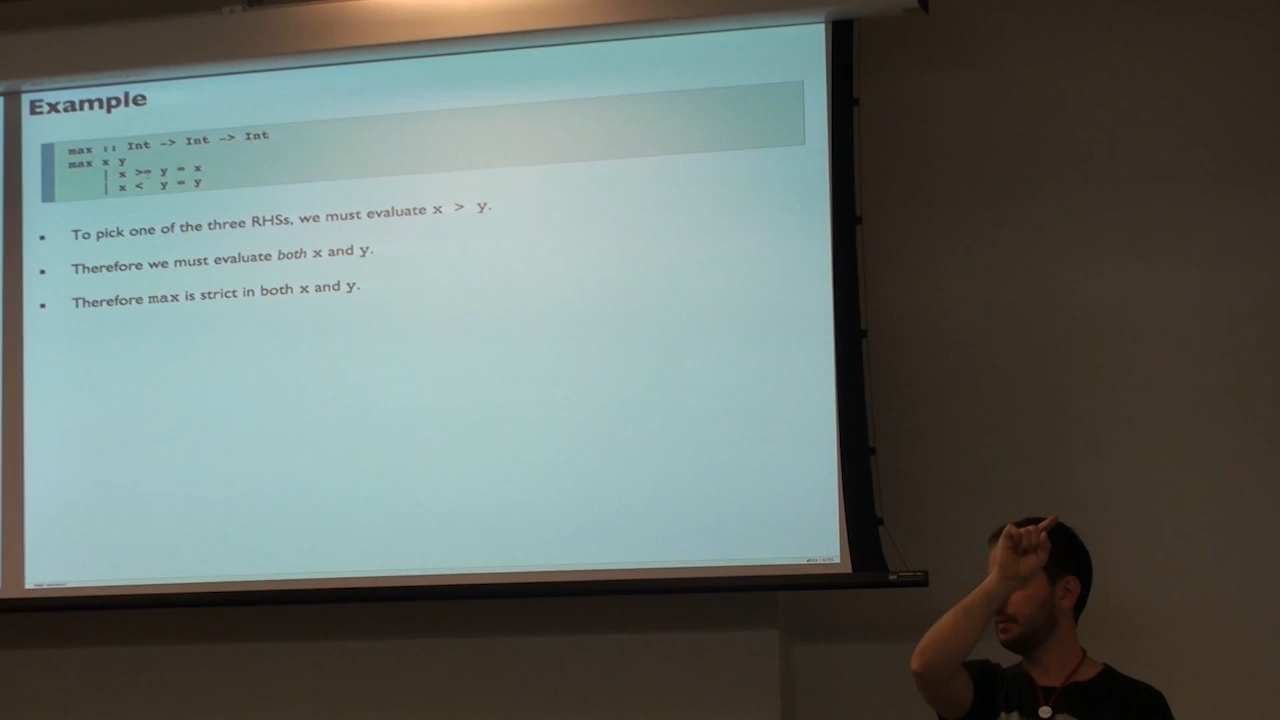 Example
max :: Int -> Int -> Int
max x y
| x >= y = x
| x < y = y
▪ To pick one of the three RHSs, we must evaluate x > y.
▪ Therefore we must evaluate both x and y.
▪ Therefore max is strict in both x and y.